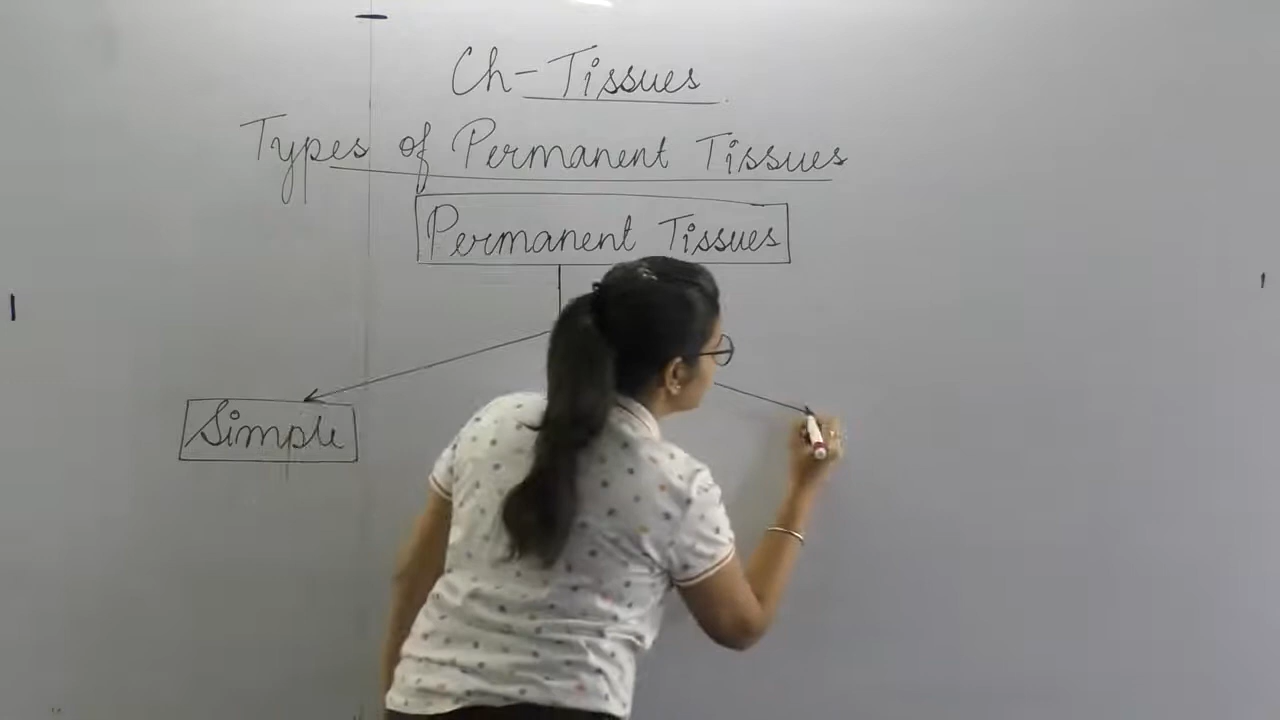 Ch-Tissues
Types of Permanent Tissues
Permanent Tissues
Simple